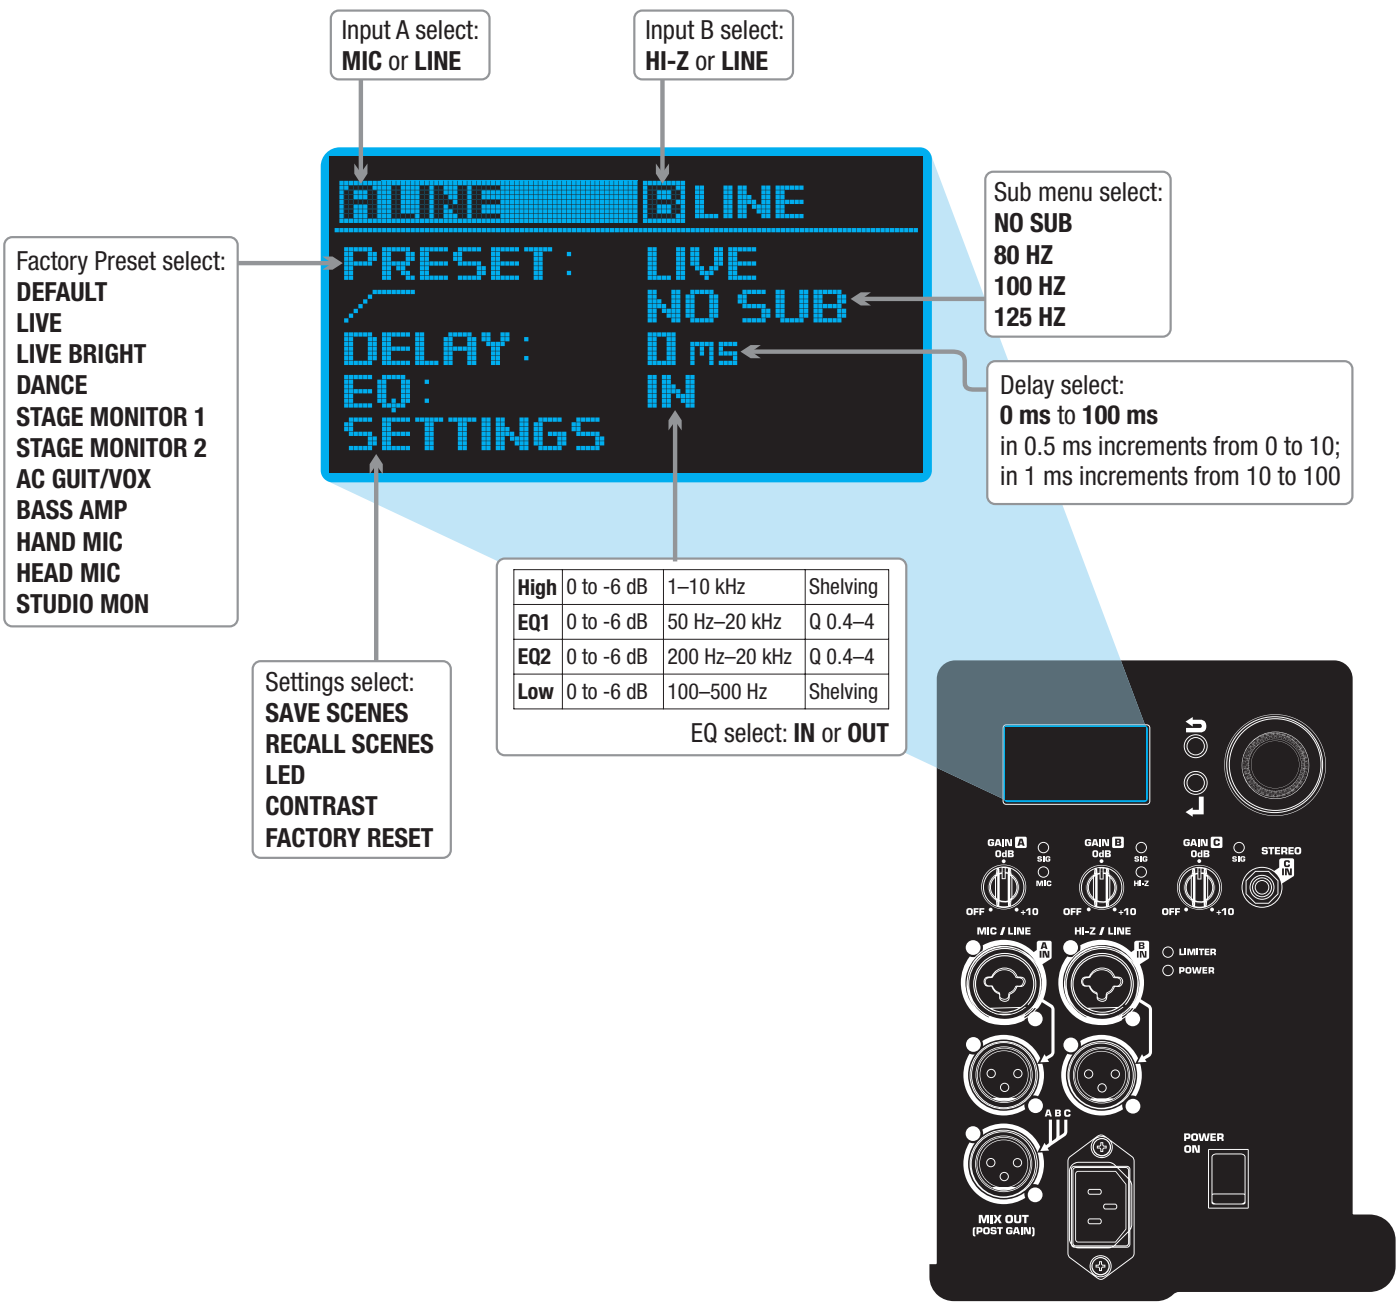 Input A select:
MIC or LINE
Input B select:
HI-Z or LINE
A LINE B LINE
PRESET: LIVE
NO SUB
DELAY: 0 ms
EQ: IN
SETTINGS
Sub menu select:
NO SUB
80 HZ
100 HZ
125 HZ
Factory Preset select:
DEFAULT
LIVE
LIVE BRIGHT
DANCE
STAGE MONITOR 1
STAGE MONITOR 2
AC GUIT/VOX
BASS AMP
HAND MIC
HEAD MIC
STUDIO MON
Delay select:
0 ms to 100 ms
in 0.5 ms increments from 0 to 10;
in 1 ms increments from 10 to 100
High 0 to -6 dB 1–10 kHz Shelving
EQ1 0 to -6 dB 50 Hz–20 kHz Q 0.4–4
EQ2 0 to -6 dB 200 Hz–20 kHz Q 0.4–4
Low 0 to -6 dB 100–500 Hz Shelving
EQ select: IN or OUT
Settings select:
SAVE SCENES
RECALL SCENES
LED
CONTRAST
FACTORY RESET
GAIN A
0dB
SIG
MIC
OFF +10
GAIN B
0dB
SIG
HI-Z
OFF +10
GAIN C
0dB
SIG
OFF +10
STEREO
C
IN
MIC / LINE
A
IN
HI-Z / LINE
B
IN
LIMITER
POWER
A B C
MIX OUT
(POST GAIN)
POWER
ON